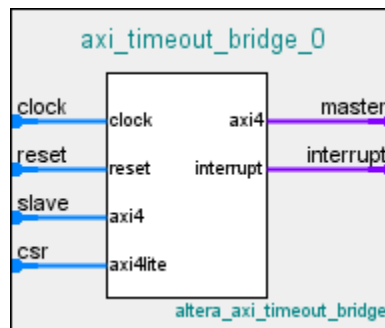 axi_timeout_bridge_0
clock
clock
axi4
master
reset
reset
interrupt
interrupt
slave
axi4
csr
axi4lite
altera_axi_timeout_bridge